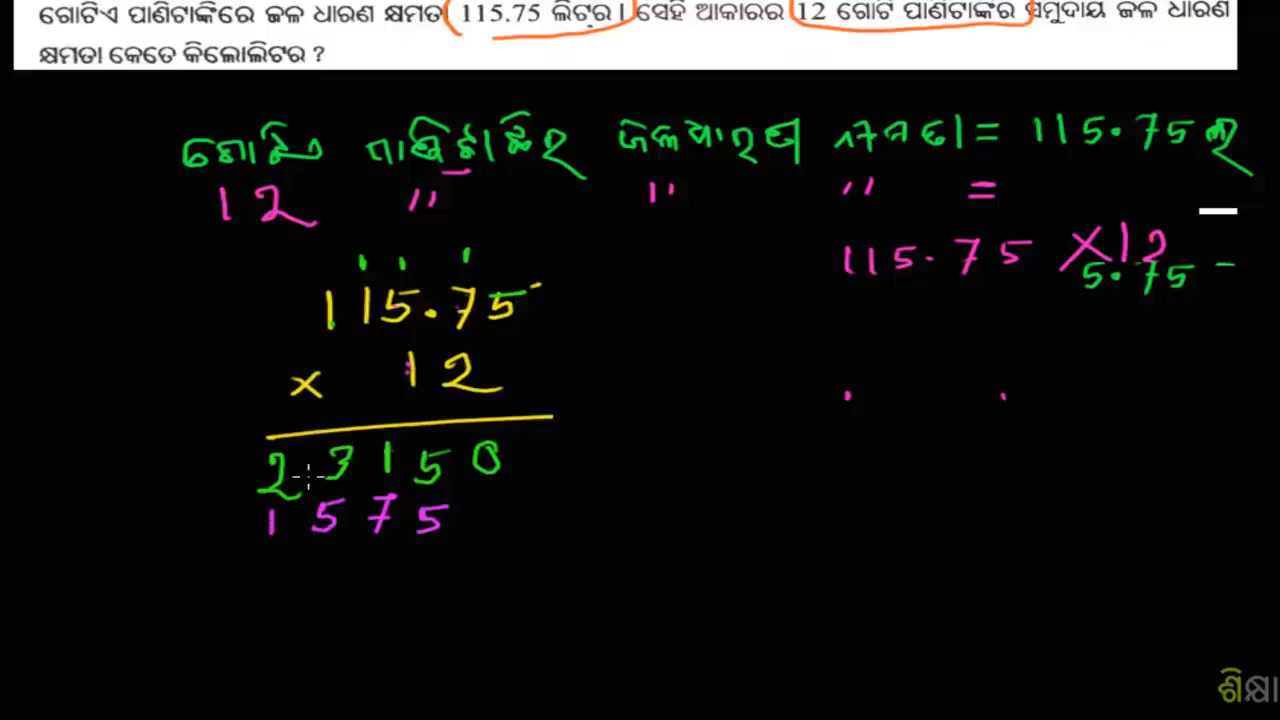 ଗୋଟିଏ ପାଣିଟାଙ୍କିରେ ଜଳ ଧାରଣ କ୍ଷମତା 115.75 ଲିଟର । ସେହି ଆକାରର 12 ଗୋଟି ପାଣିଟାଙ୍କର ସମୁଦାୟ ଜଳ ଧାରଣ
କ୍ଷମତା କେତେ କିଲୋଲିଟର ?
ଗୋଟିଏ ପାଣିଟାଙ୍କିର ଜଳଧାରଣ କ୍ଷମତା = 115.75 ଲି
12 " " " =
115.75 × 12
5.75 -
115.75
× 12
23150
1575
ଶିକ୍ଷା